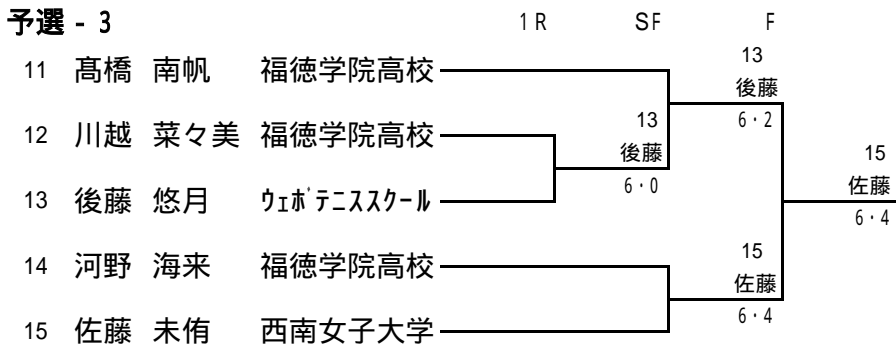 予選 - 3
1R SF F
11 髙橋 南帆 福徳学院高校
12 川越 菜々美 福徳学院高校
13 後藤 悠月 ｳｪﾎﾞﾃﾆｽｽｸｰﾙ
14 河野 海来 福徳学院高校
15 佐藤 未侑 西南女子大学
13
後藤
6・0
13
後藤
6・2
15
佐藤
6・4
15
佐藤
6・4